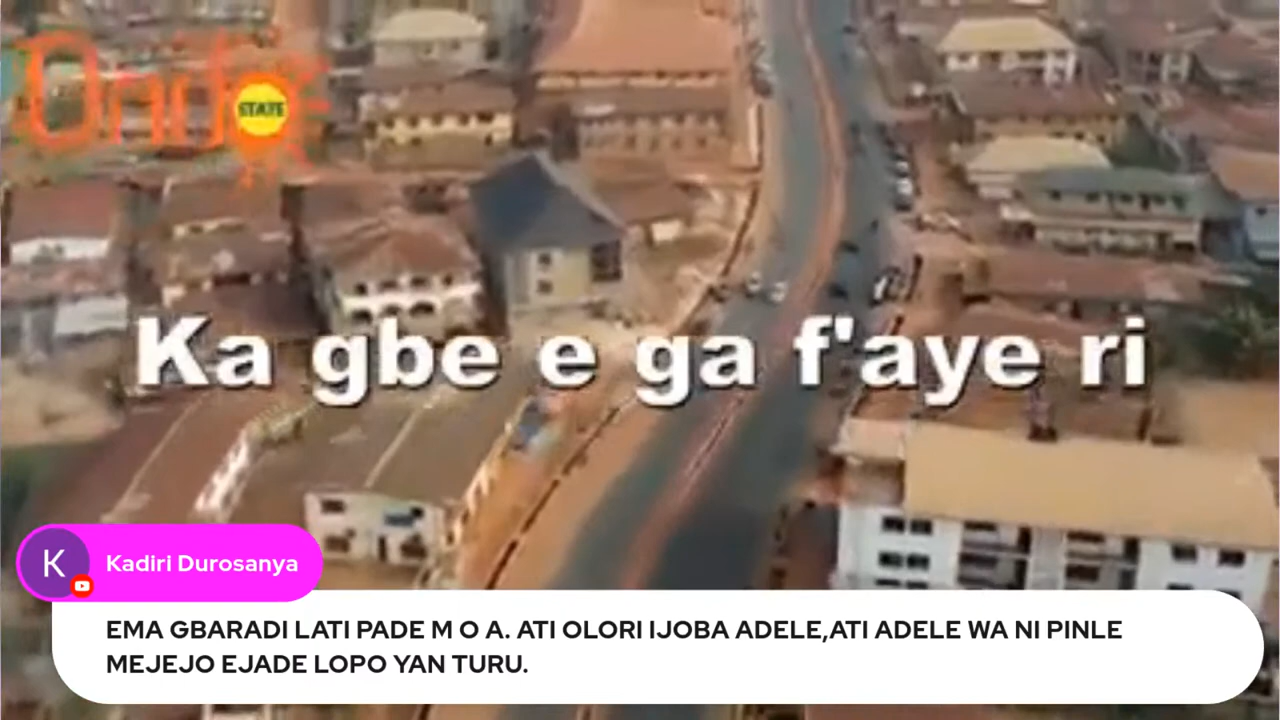 Ondo
STATE
Ka gbe e ga f'aye ri
K
Kadiri Durosanya
EMA GBARADI LATI PADE M O A. ATI OLORI IJOBA ADELE,ATI ADELE WA NI PINLE
MEJEJO EJADE LOPO YAN TURU.